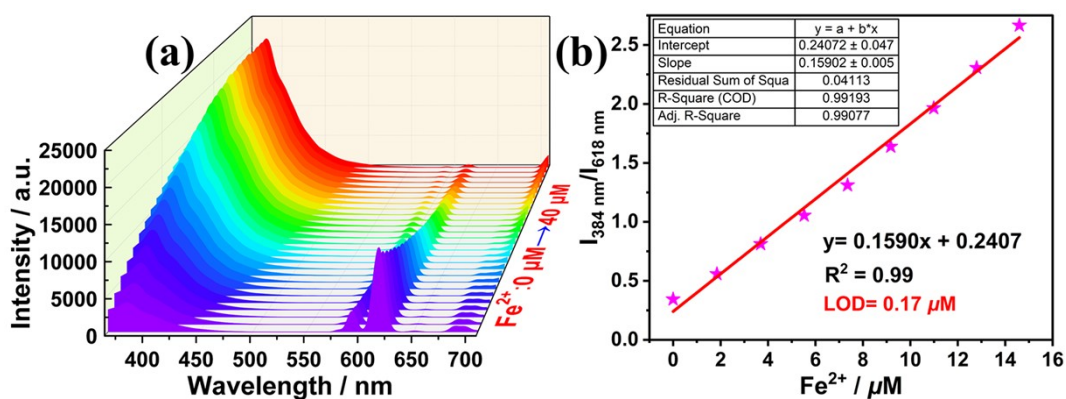 (a)
Intensity / a.u.
25000
20000
15000
10000
5000
0
400 450 500 550 600 650 700
Wavelength / nm
Fe²⁺:0 μM→40 μM
(b)
I384 nm/I618 nm
2.5
2.0
1.5
1.0
0.5
0.0
Equation y = a + b*x
Intercept 0.24072 ± 0.047
Slope 0.15902 ± 0.005
Residual Sum of Squa 0.04113
R-Square (COD) 0.99193
Adj. R-Square 0.99077
y= 0.1590x + 0.2407
R² = 0.99
LOD= 0.17 μM
0 2 4 6 8 10 12 14 16
Fe²⁺ / μM